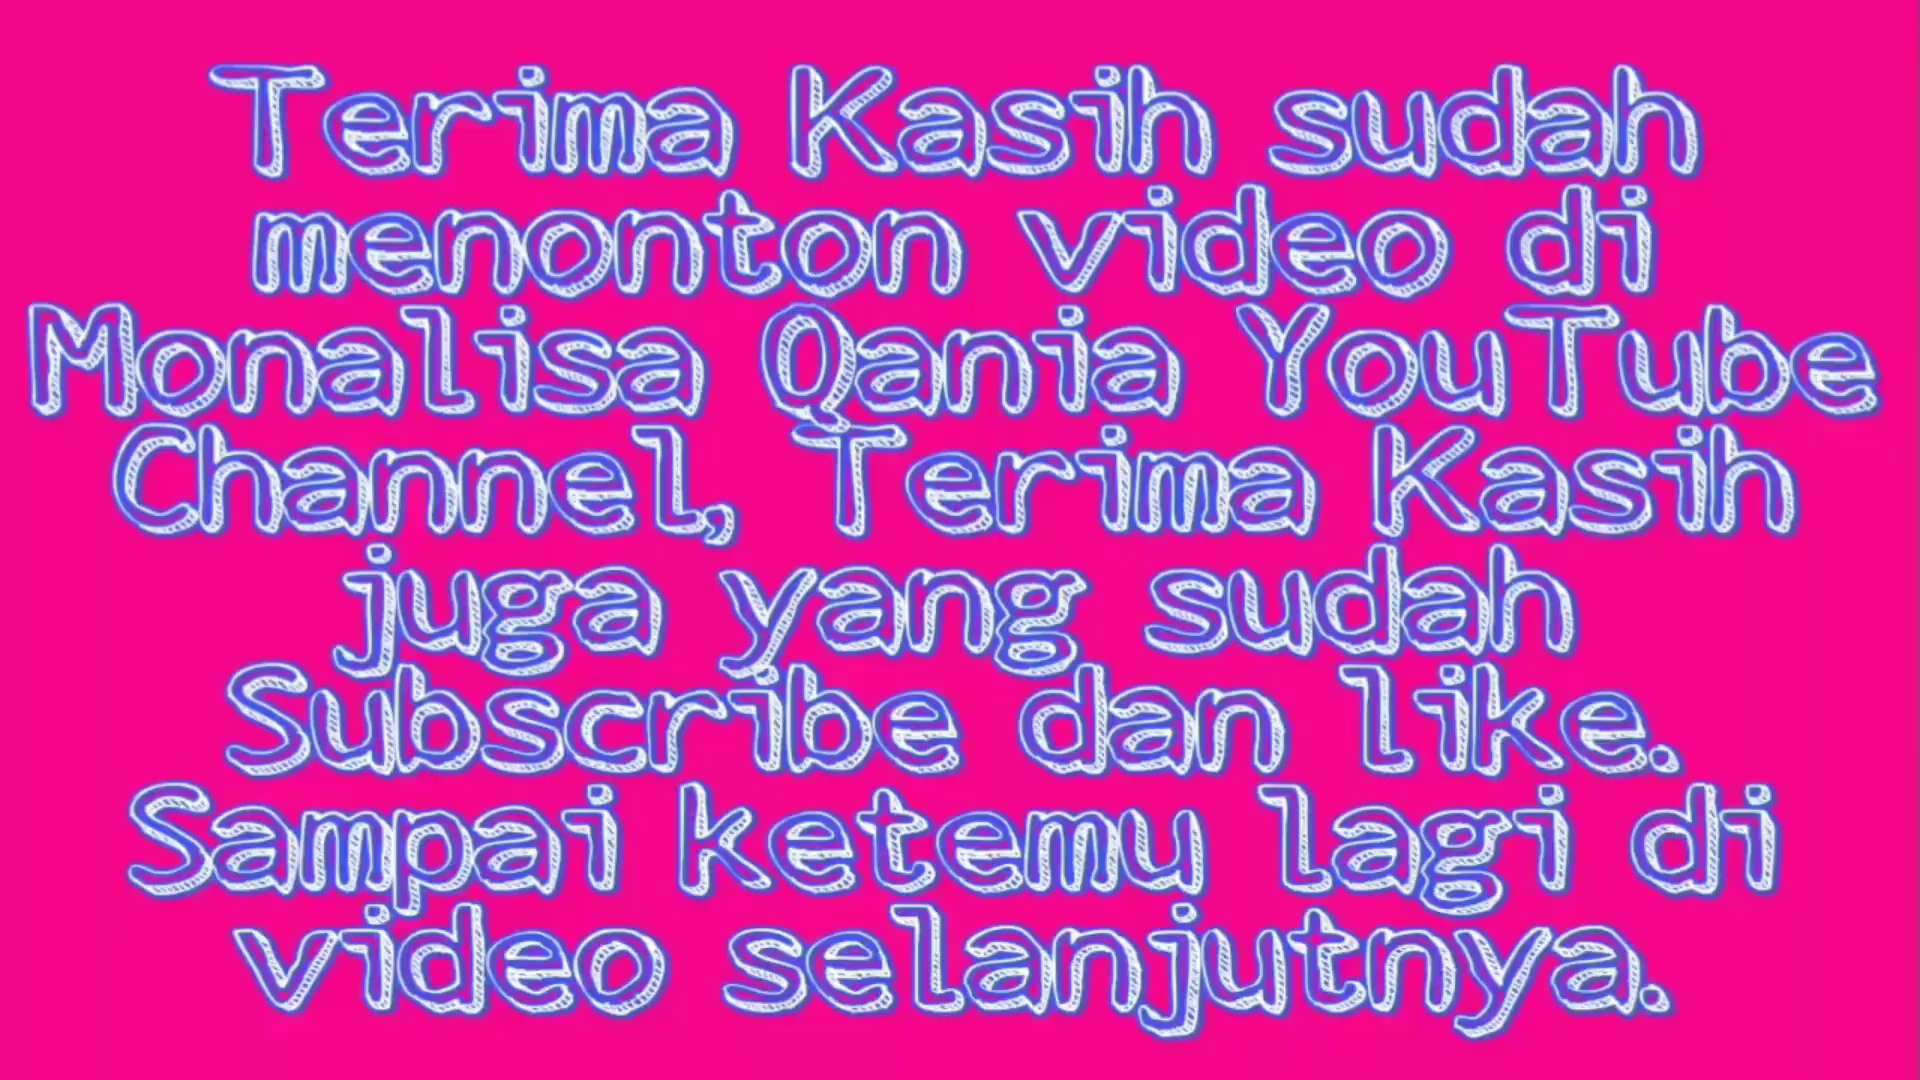 Terima Kasih sudah
menonton video di
Monalisa Qania YouTube
Channel, Terima Kasih
juga yang sudah
Subscribe dan like.
Sampai ketemu lagi di
video selanjutnya.